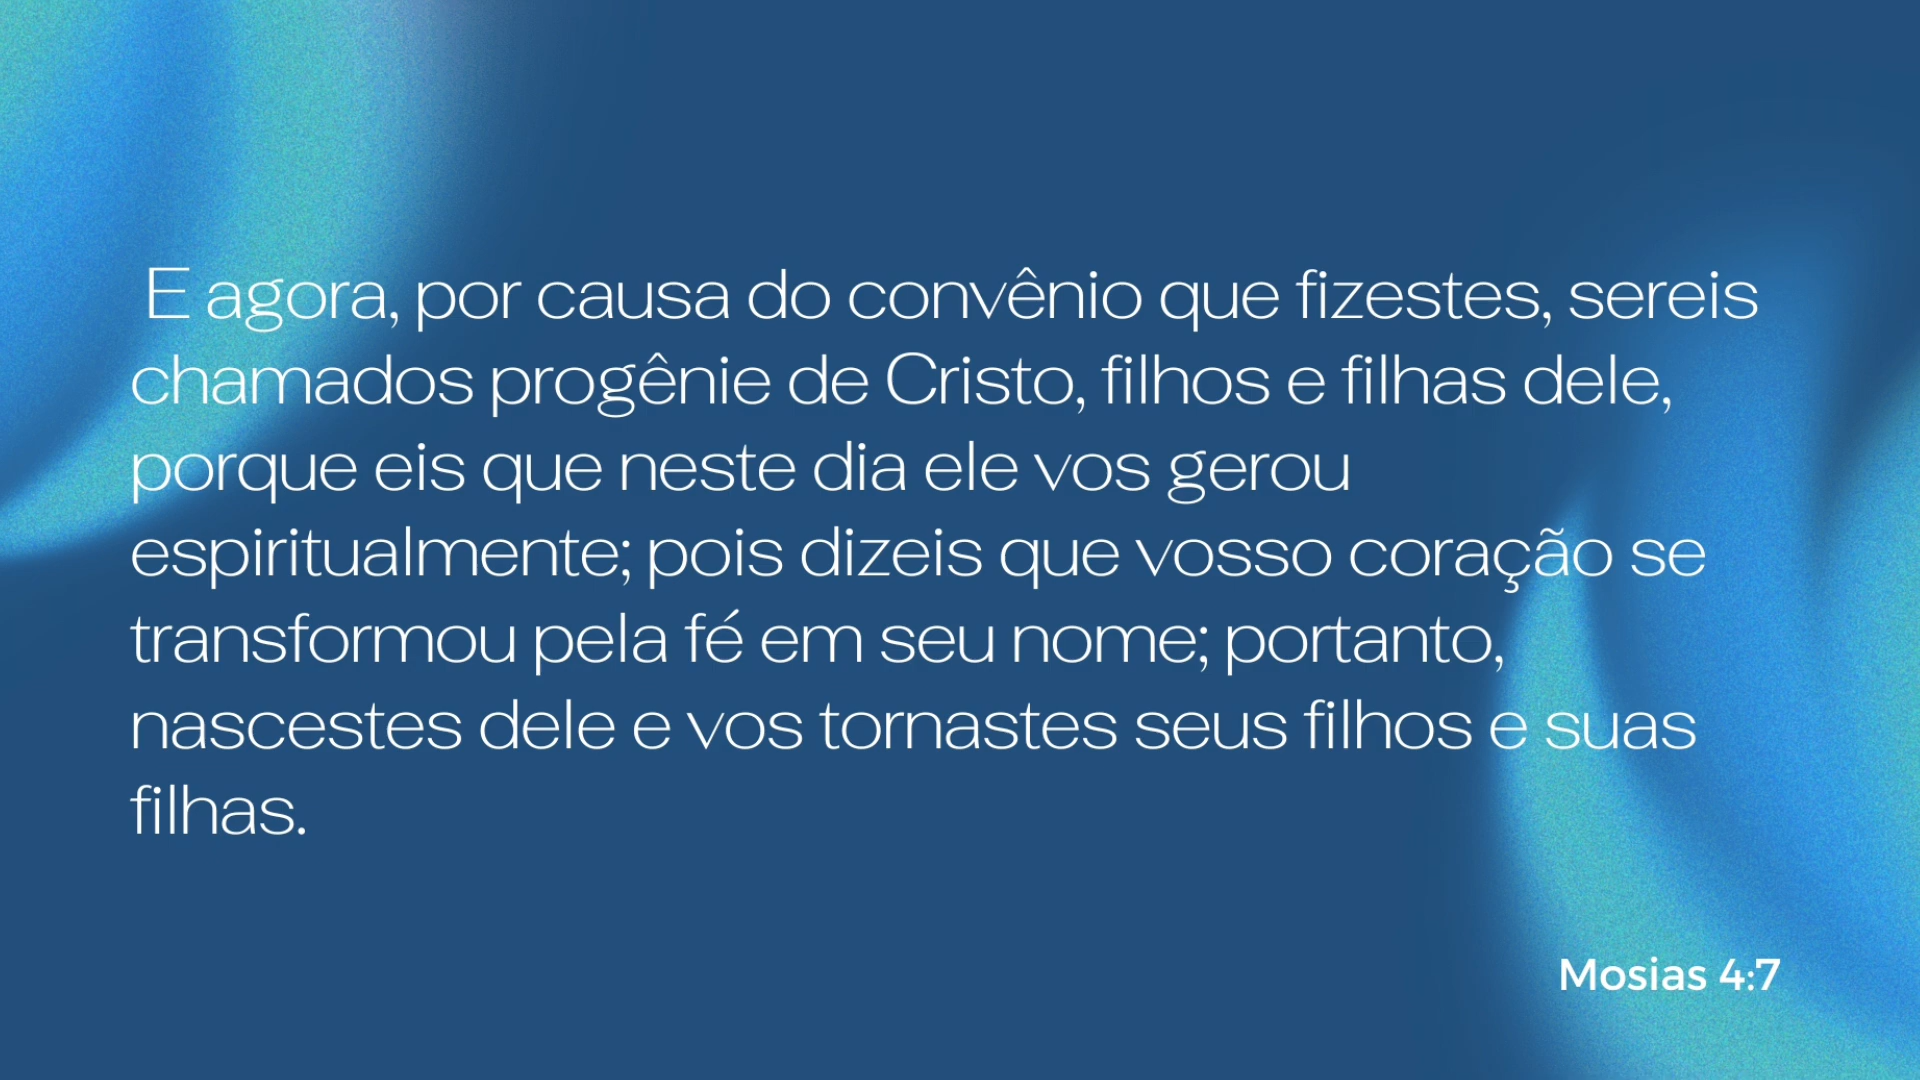 E agora, por causa do convênio que fizestes, sereis
chamados progênie de Cristo, filhos e filhas dele,
porque eis que neste dia ele vos gerou
espiritualmente; pois dizeis que vosso coração se
transformou pela fé em seu nome; portanto,
nascestes dele e vos tornastes seus filhos e suas
filhas.
Mosias 4:7